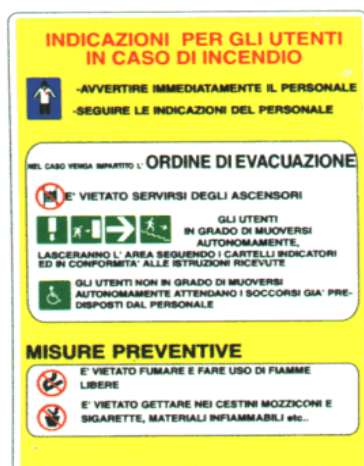 INDICAZIONI PER GLI UTENTI
IN CASO DI INCENDIO
-AVVERTIRE IMMEDIATAMENTE IL PERSONALE
-SEGUIRE LE INDICAZIONI DEL PERSONALE
NEL CASO VENGA IMPARTITO L' ORDINE DI EVACUAZIONE
E' VIETATO SERVIRSI DEGLI ASCENSORI
GLI UTENTI
IN GRADO DI MUOVERSI
AUTONOMAMENTE,
LASCERANNO L' AREA SEGUENDO I CARTELLI INDICATORI
ED IN CONFORMITA' ALLE ISTRUZIONI RICEVUTE
GLI UTENTI NON IN GRADO DI MUOVERSI
AUTONOMAMENTE ATTENDANO I SOCCORSI GIA' PRE-
DISPOSTI DAL PERSONALE
MISURE PREVENTIVE
E' VIETATO FUMARE E FARE USO DI FIAMME
LIBERE
E' VIETATO GETTARE NEI CESTINI MOZZICONI E
SIGARETTE, MATERIALI INFIAMMABILI etc..